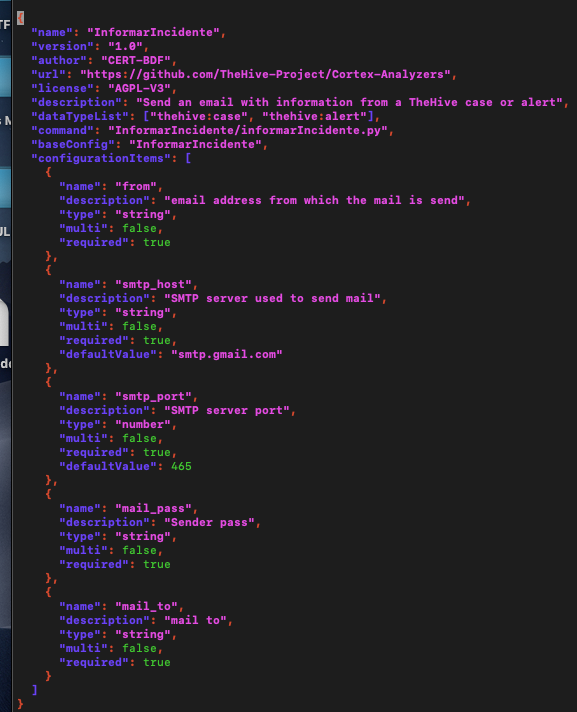 {
  "name": "InformarIncidente",
  "version": "1.0",
  "author": "CERT-BDF",
  "url": "https://github.com/TheHive-Project/Cortex-Analyzers",
  "license": "AGPL-V3",
  "description": "Send an email with information from a TheHive case or alert",
  "dataTypeList": ["thehive:case", "thehive:alert"],
  "command": "InformarIncidente/informarIncidente.py",
  "baseConfig": "InformarIncidente",
  "configurationItems": [
    {
      "name": "from",
      "description": "email address from which the mail is send",
      "type": "string",
      "multi": false,
      "required": true
    },
    {
      "name": "smtp_host",
      "description": "SMTP server used to send mail",
      "type": "string",
      "multi": false,
      "required": true,
      "defaultValue": "smtp.gmail.com"
    },
    {
      "name": "smtp_port",
      "description": "SMTP server port",
      "type": "number",
      "multi": false,
      "required": true,
      "defaultValue": 465
    },
    {
      "name": "mail_pass",
      "description": "Sender pass",
      "type": "string",
      "multi": false,
      "required": true
    },
    {
      "name": "mail_to",
      "description": "mail to",
      "type": "string",
      "multi": false,
      "required": true
    }
  ]
}